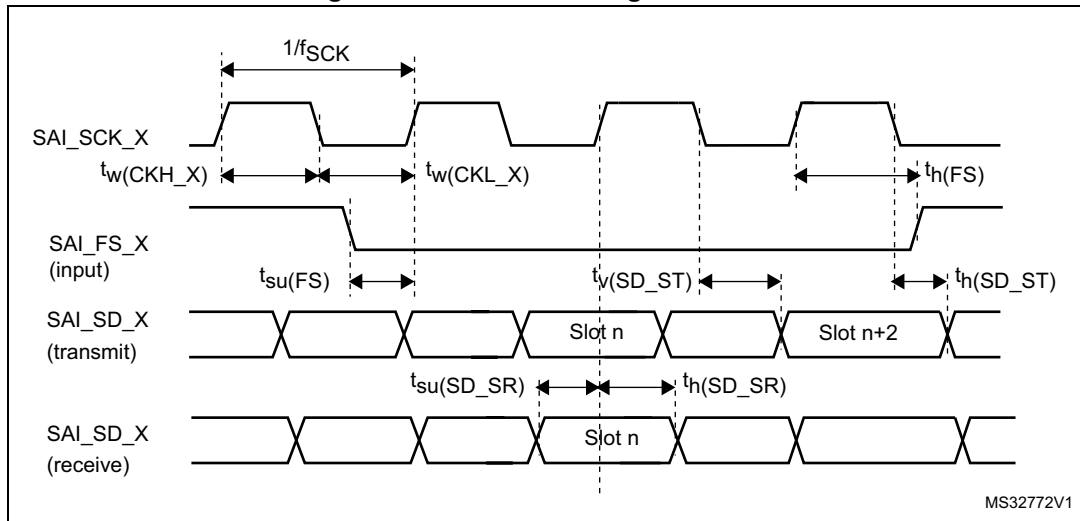 1/fSCK
SAI_SCK_X
tw(CKH_X)
tw(CKL_X)
th(FS)
SAI_FS_X
(input)
tsu(FS)
tv(SD_ST)
th(SD_ST)
SAI_SD_X
(transmit)
Slot n
Slot n+2
tsu(SD_SR)
th(SD_SR)
SAI_SD_X
(receive)
Slot n
MS32772V1